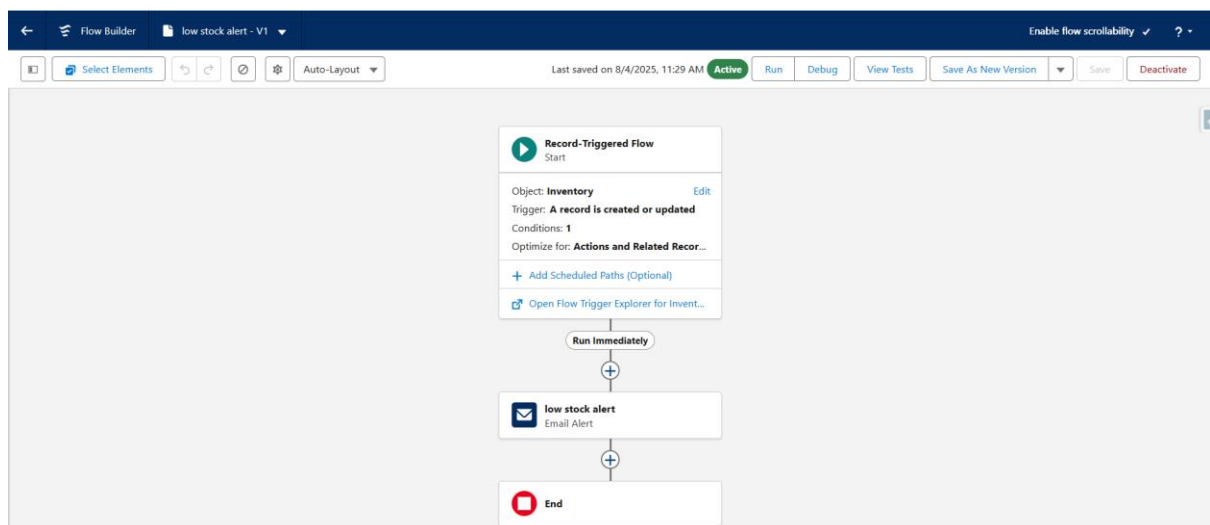 Flow Builder
low stock alert - V1
Enable flow scrollability
?
Select Elements
Auto-Layout
Last saved on 8/4/2025, 11:29 AM
Active
Run
Debug
View Tests
Save As New Version
Save
Deactivate
Record-Triggered Flow
Start
Object: Inventory
Edit
Trigger: A record is created or updated
Conditions: 1
Optimize for: Actions and Related Recor...
+ Add Scheduled Paths (Optional)
Open Flow Trigger Explorer for Invent...
Run Immediately
low stock alert
Email Alert
End